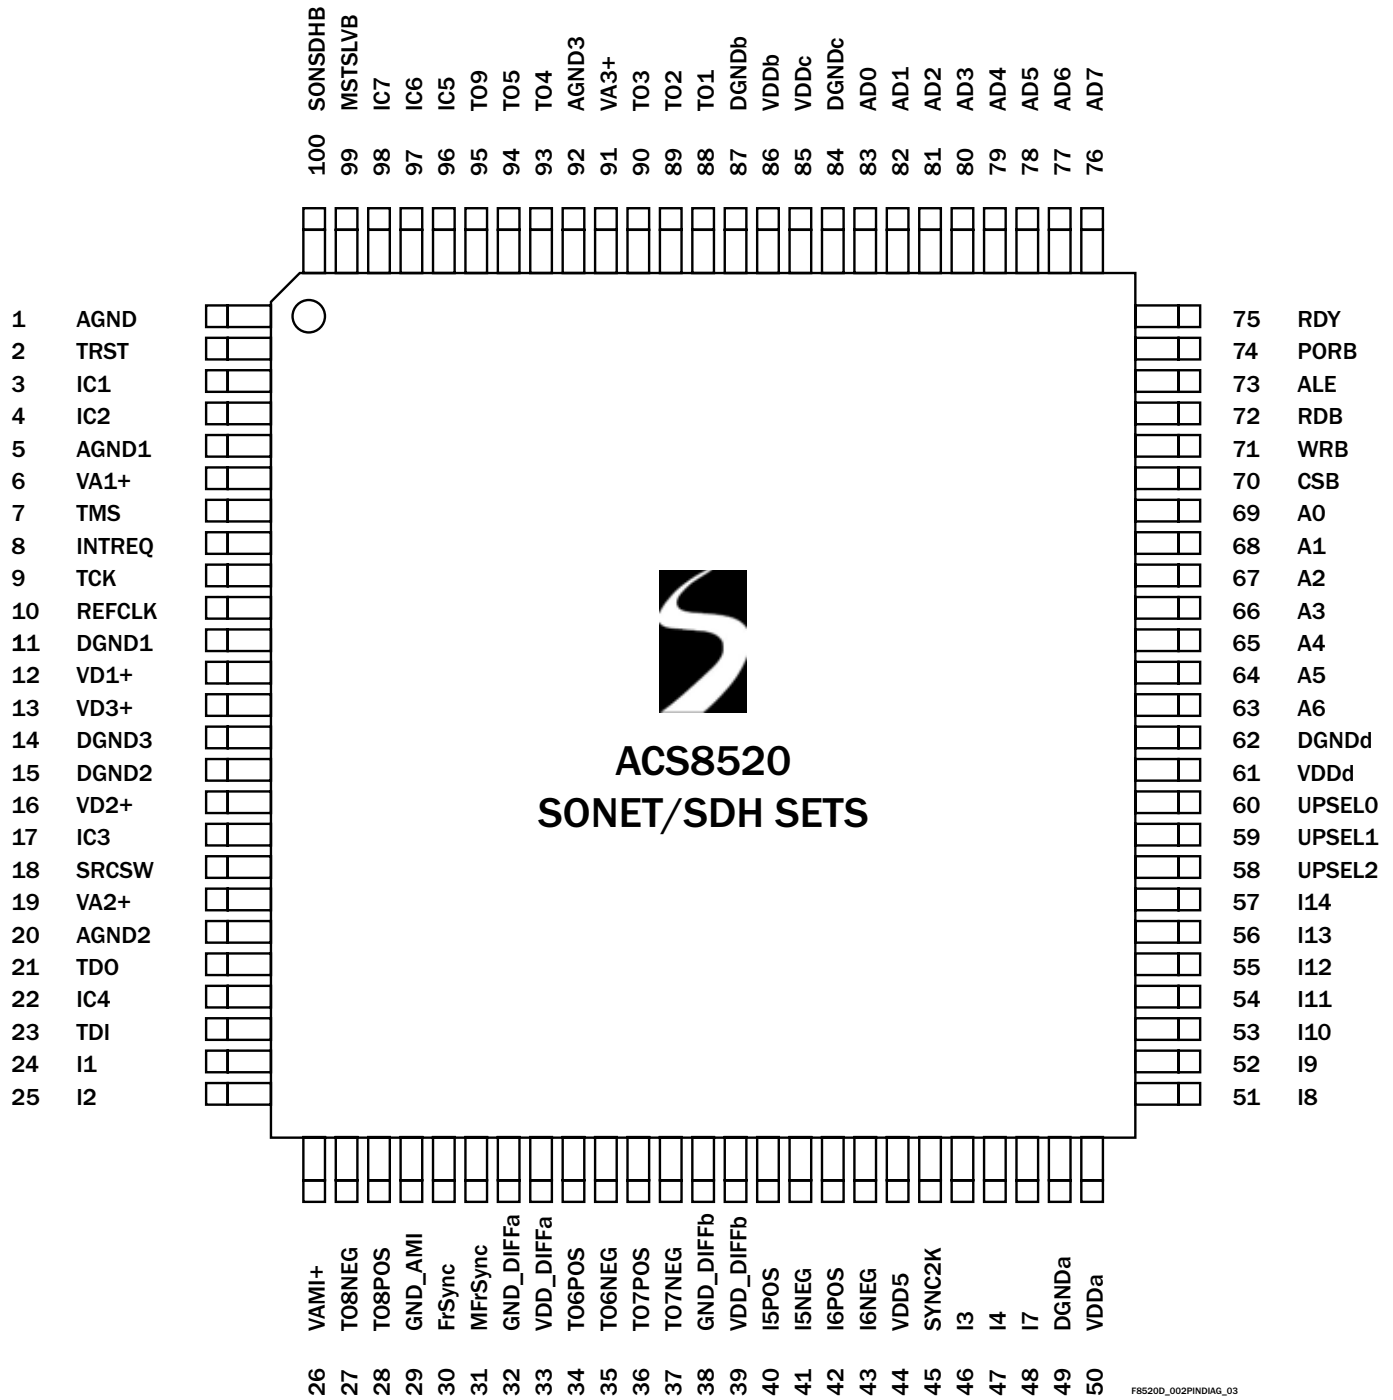 100 SONSDHB
99 MSTSLVB
98 IC7
97 IC6
96 IC5
95 TO9
94 TO5
93 TO4
92 AGND3
91 VA3+
90 TO3
89 TO2
88 TO1
87 DGNDb
86 VDDb
85 VDDc
84 DGNDc
83 AD0
82 AD1
81 AD2
80 AD3
79 AD4
78 AD5
77 AD6
76 AD7
1 AGND
2 TRST
3 IC1
4 IC2
5 AGND1
6 VA1+
7 TMS
8 INTREQ
9 TCK
10 REFCLK
11 DGND1
12 VD1+
13 VD3+
14 DGND3
15 DGND2
16 VD2+
17 IC3
18 SRCSW
19 VA2+
20 AGND2
21 TDO
22 IC4
23 TDI
24 I1
25 I2
ACS8520
SONET/SDH SETS
75 RDY
74 PORB
73 ALE
72 RDB
71 WRB
70 CSB
69 A0
68 A1
67 A2
66 A3
65 A4
64 A5
63 A6
62 DGNDd
61 VDDd
60 UPSEL0
59 UPSEL1
58 UPSEL2
57 I14
56 I13
55 I12
54 I11
53 I10
52 I9
51 I8
26 VAMI+
27 TO8NEG
28 TO8POS
29 GND_AMI
30 FrSync
31 MFrSync
32 GND_DIFFa
33 VDD_DIFFa
34 TO6POS
35 TO6NEG
36 TO7POS
37 TO7NEG
38 GND_DIFFb
39 VDD_DIFFb
40 I5POS
41 I5NEG
42 I6POS
43 I6NEG
44 VDD5
45 SYNC2K
46 I3
47 I4
48 I7
49 DGNDa
50 VDDa
F8520D_002PINDIAG_03